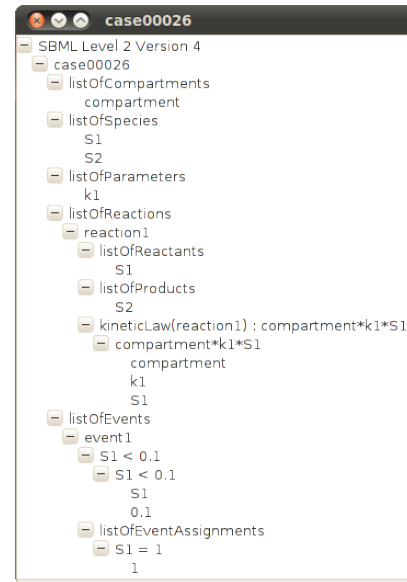 case00026
SBML Level 2 Version 4
case00026
listOfCompartments
compartment
listOfSpecies
S1
S2
listOfParameters
k1
listOfReactions
reaction1
listOfReactants
S1
listOfProducts
S2
kineticLaw(reaction1) : compartment*k1*S1
compartment*k1*S1
compartment
k1
S1
listOfEvents
event1
S1 < 0.1
S1 < 0.1
S1
0.1
listOfEventAssignments
S1 = 1
1